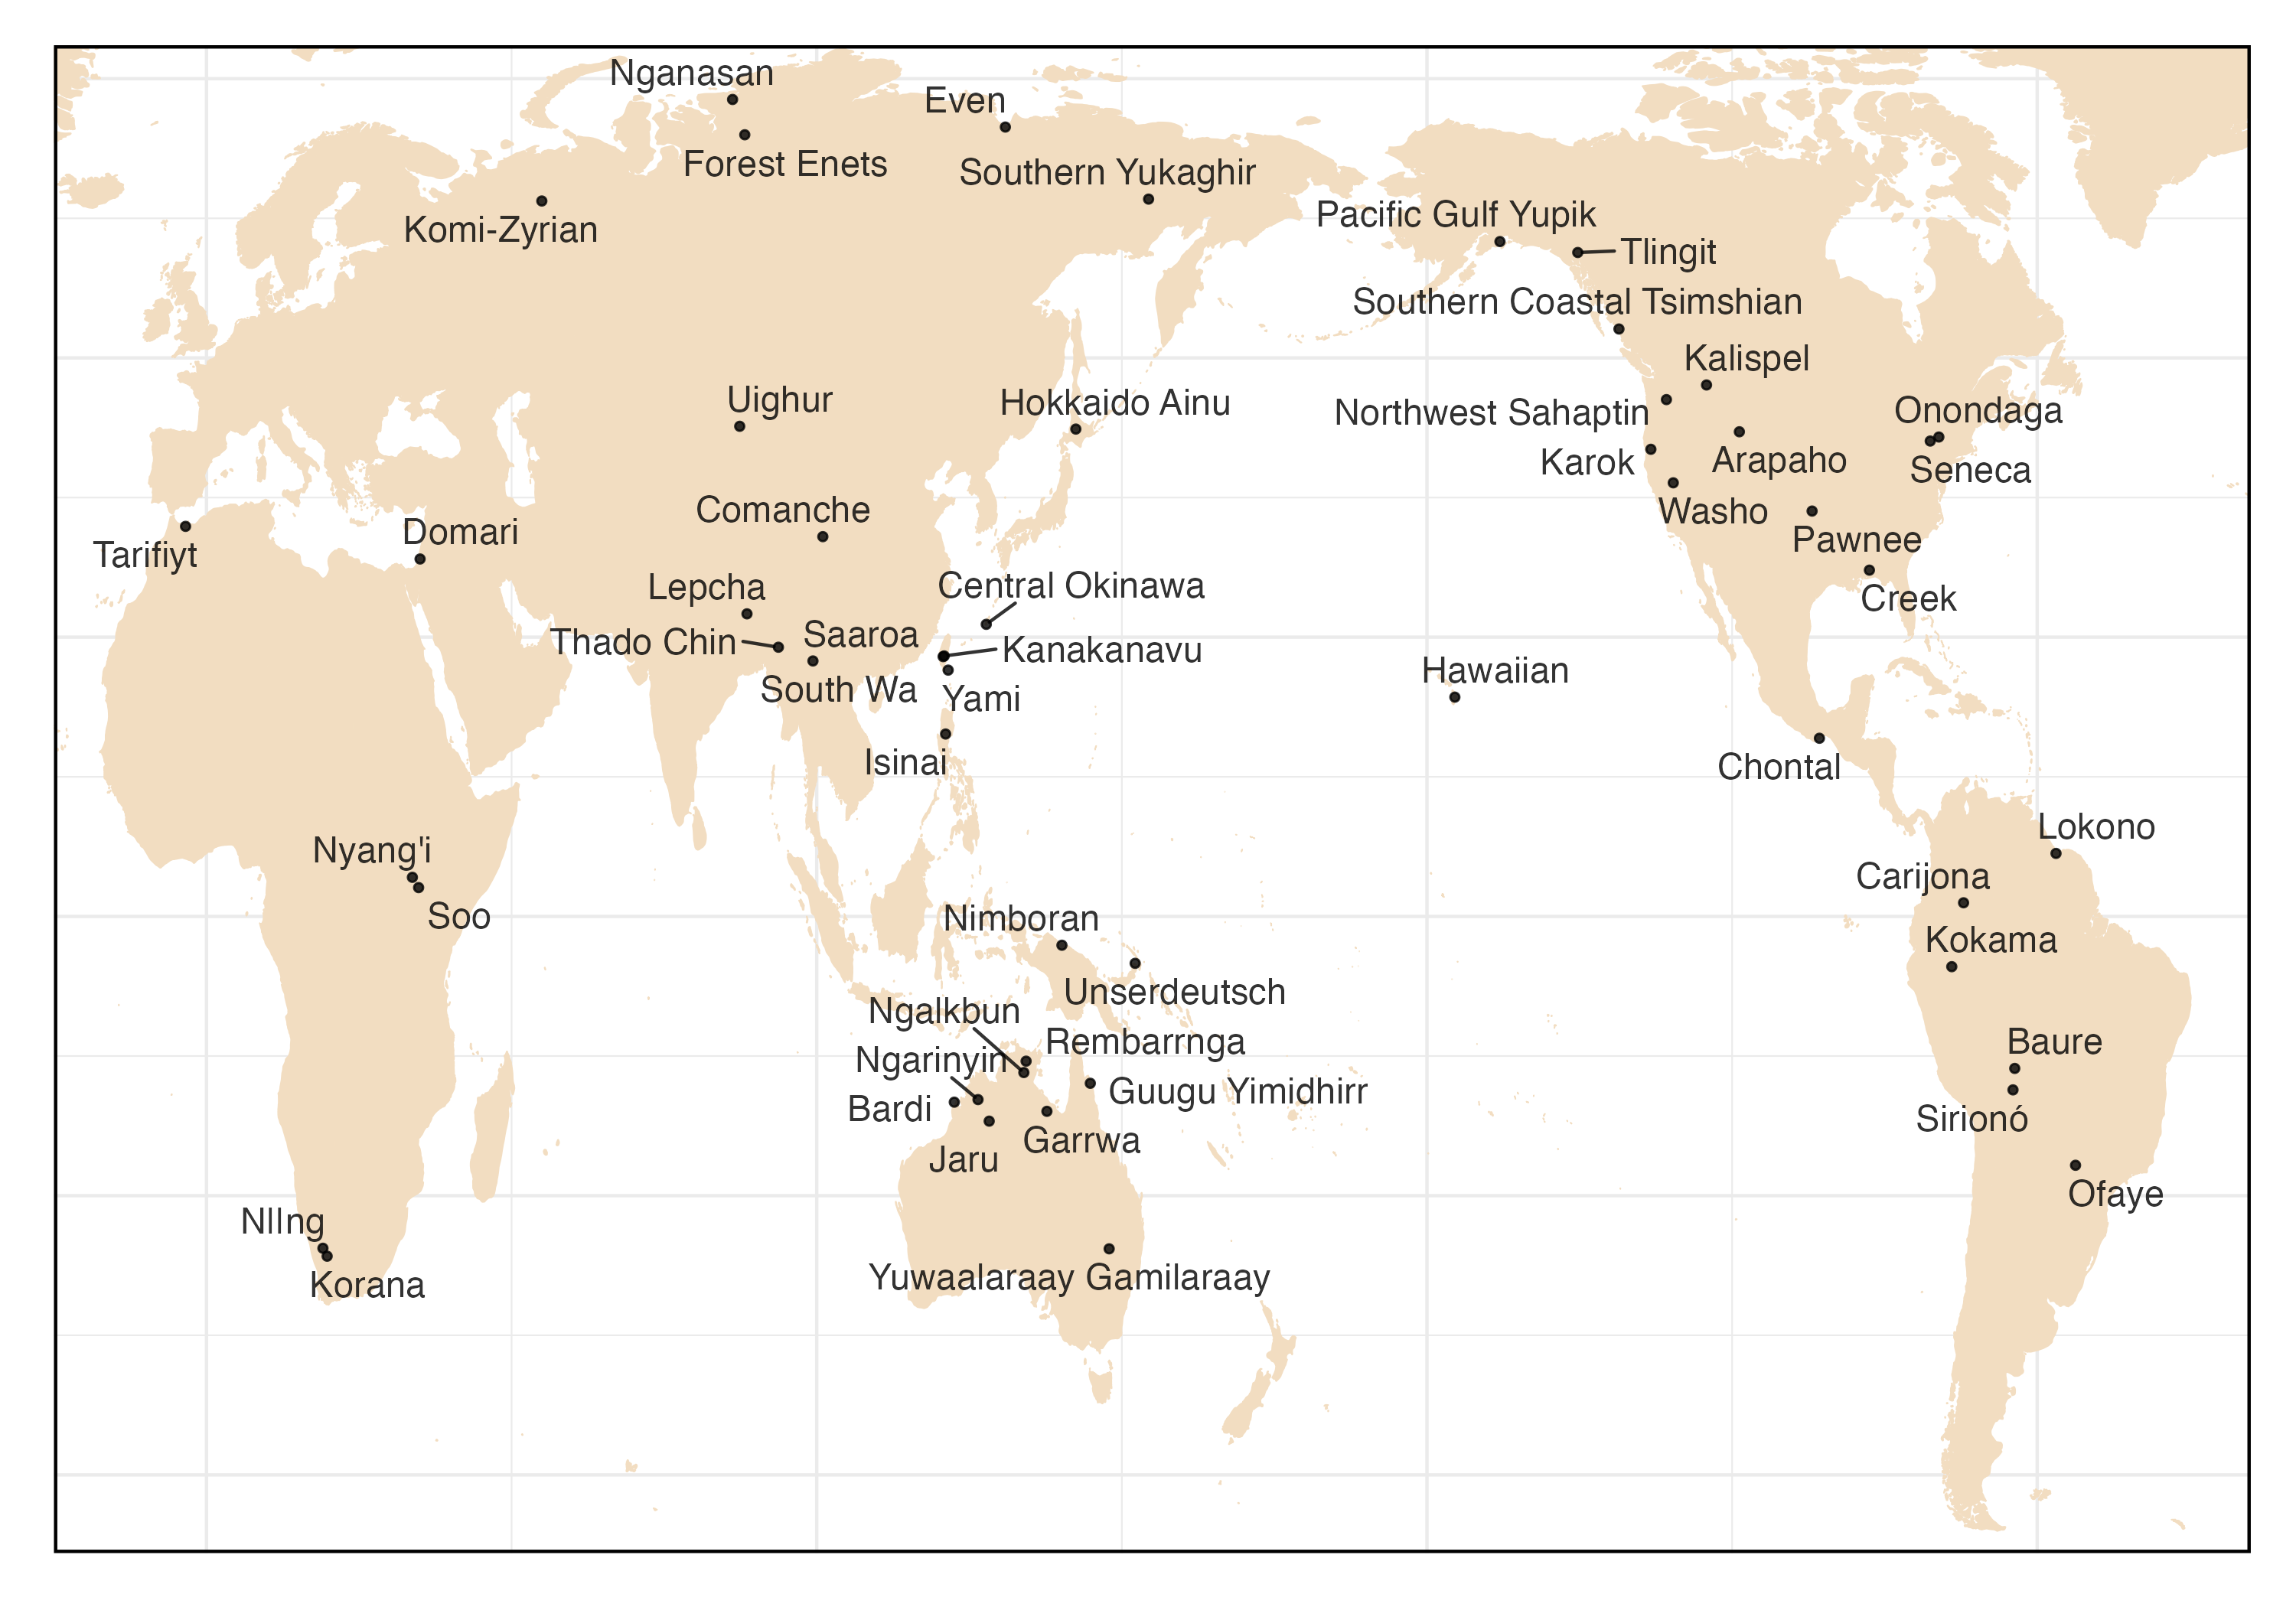 Nganasan
Even
Forest Enets
Southern Yukaghir
Komi-Zyrian
Pacific Gulf Yupik
Tlingit
Southern Coastal Tsimshian
Kalispel
Uighur
Hokkaido Ainu
Northwest Sahaptin
Onondaga
Karok
Arapaho
Seneca
Comanche
Washo
Domari
Tarifiyt
Pawnee
Lepcha
Central Okinawa
Creek
Thado Chin
Saaroa
Kanakanavu
Hawaiian
South Wa
Yami
Isinai
Chontal
Lokono
Nyang'i
Carijona
Soo
Nimboran
Kokama
Unserdeutsch
Ngalkbun
Rembarrnga
Baure
Ngarinyin
Guugu Yimidhirr
Bardi
Sirionó
Garrwa
Jaru
Ofaye
Nllng
Yuwaalaraay Gamilaraay
Korana